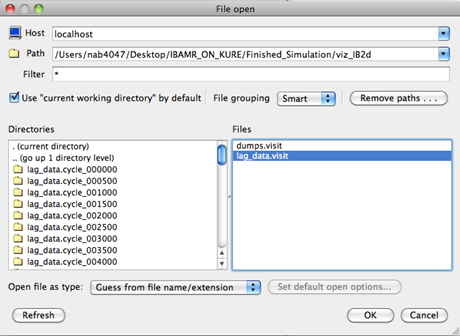 File open
Host localhost
Path /Users/nab4047/Desktop/IBAMR_ON_KURE/Finished_Simulation/viz_IB2d
Filter *
Use "current working directory" by default File grouping Smart Remove paths . . .
Directories Files
. (current directory) dumps.visit
.. (go up 1 directory level) lag_data.visit
lag_data.cycle_000000
lag_data.cycle_000500
lag_data.cycle_001000
lag_data.cycle_001500
lag_data.cycle_002000
lag_data.cycle_002500
lag_data.cycle_003000
lag_data.cycle_003500
lag_data.cycle_004000
Open file as type: Guess from file name/extension Set default open options...
Refresh OK Cancel